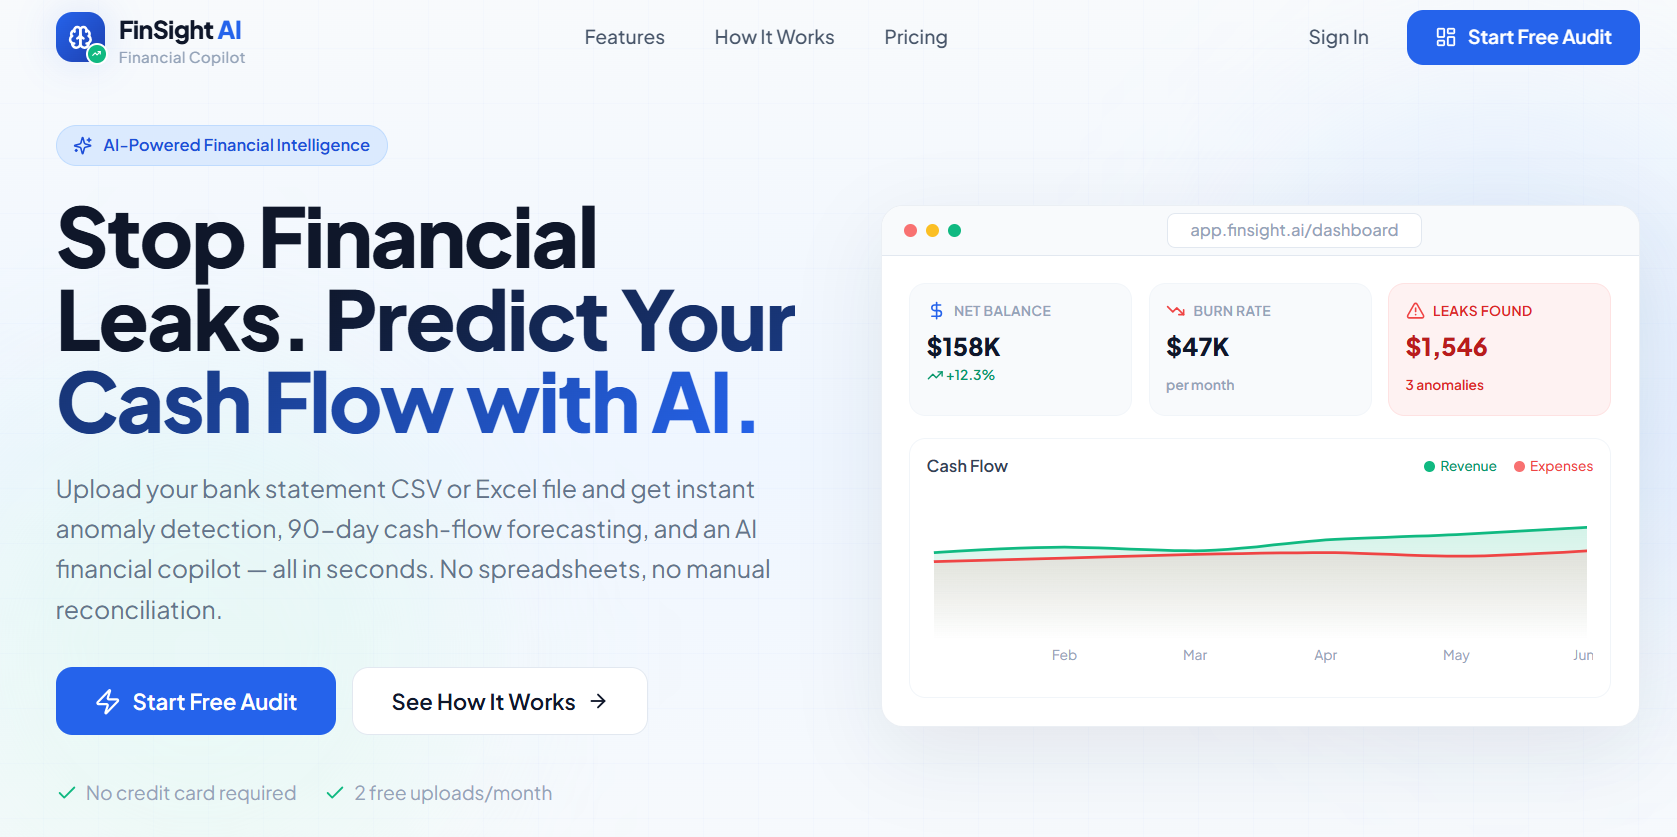 FinSight AI
Financial Copilot
Features
How It Works
Pricing
Sign In
Start Free Audit
AI-Powered Financial Intelligence
Stop Financial
Leaks. Predict Your
Cash Flow with AI.
Upload your bank statement CSV or Excel file and get instant
anomaly detection, 90-day cash-flow forecasting, and an AI
financial copilot — all in seconds. No spreadsheets, no manual
reconciliation.
Start Free Audit
See How It Works →
No credit card required
2 free uploads/month
app.finsight.ai/dashboard
NET BALANCE
$158K
+12.3%
BURN RATE
$47K
per month
LEAKS FOUND
$1,546
3 anomalies
Cash Flow
Revenue
Expenses
Feb
Mar
Apr
May
Jun